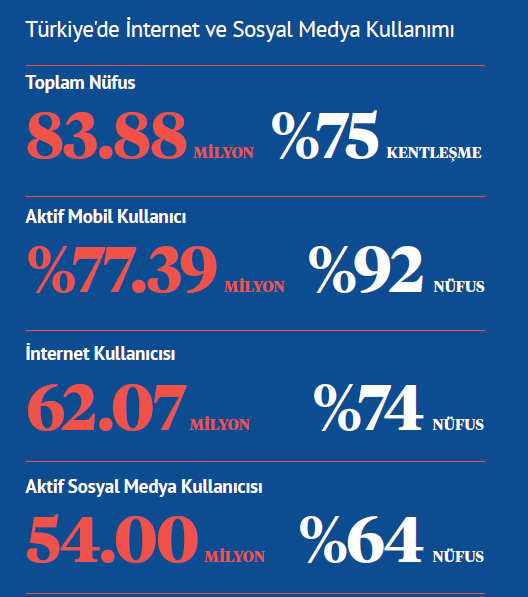 Türkiye'de İnternet ve Sosyal Medya Kullanımı
Toplam Nüfus
83.88 MİLYON %75 KENTLEŞME
Aktif Mobil Kullanıcı
%77.39 MİLYON %92 NÜFUS
İnternet Kullanıcısı
62.07 MİLYON %74 NÜFUS
Aktif Sosyal Medya Kullanıcısı
54.00 MİLYON %64 NÜFUS